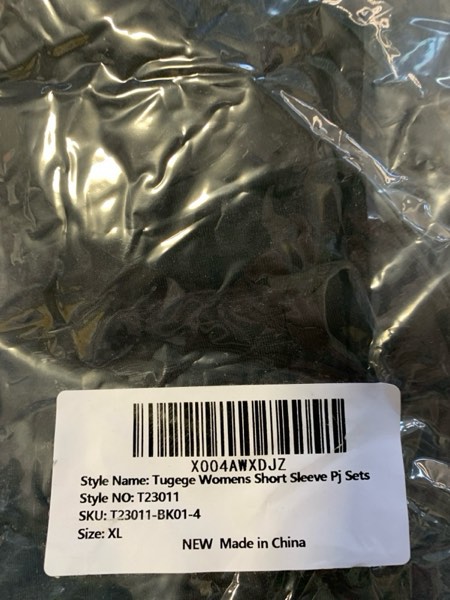 X004AWXDJZ
Style Name: Tugege Womens Short Sleeve Pj Sets
Style NO: T23011
SKU: T23011-BK01-4
Size: XL
NEW Made in China